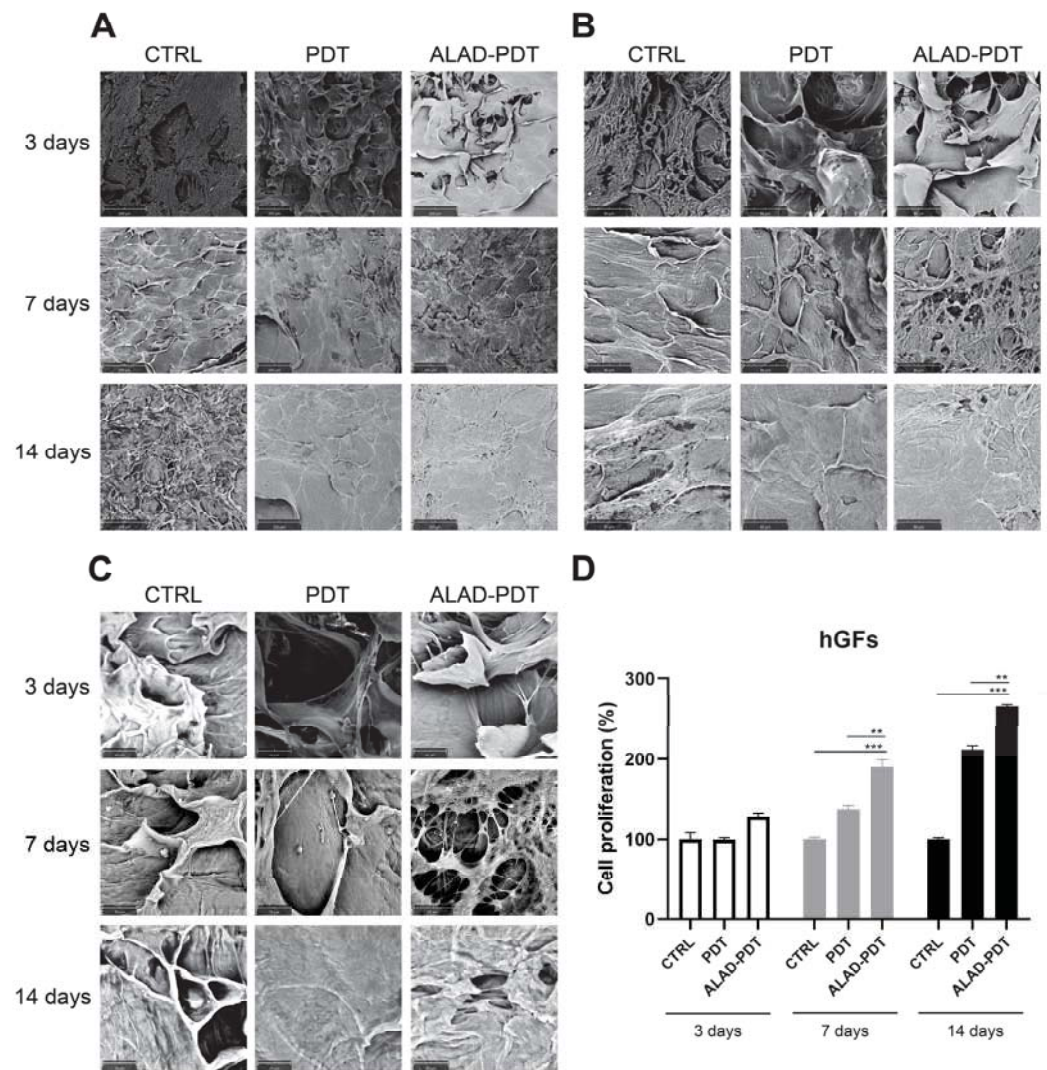 A
CTRL PDT ALAD-PDT
3 days
7 days
14 days
B
CTRL PDT ALAD-PDT
C
CTRL PDT ALAD-PDT
3 days
7 days
14 days
D
hGFs
Cell proliferation (%)
300
200
100
0
**
***
**
***
CTRL PDT ALAD-PDT CTRL PDT ALAD-PDT CTRL PDT ALAD-PDT
3 days 7 days 14 days